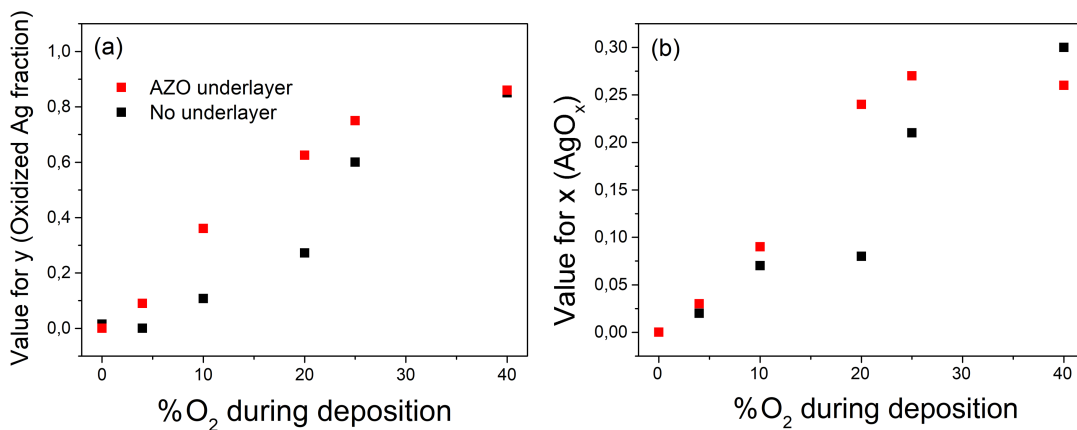 (a)
AZO underlayer
No underlayer
Value for y (Oxidized Ag fraction)
1,0
0,8
0,6
0,4
0,2
0,0
0 10 20 30 40
%O₂ during deposition
(b)
Value for x (AgOₓ)
0,30
0,25
0,20
0,15
0,10
0,05
0,00
0 10 20 30 40
%O₂ during deposition